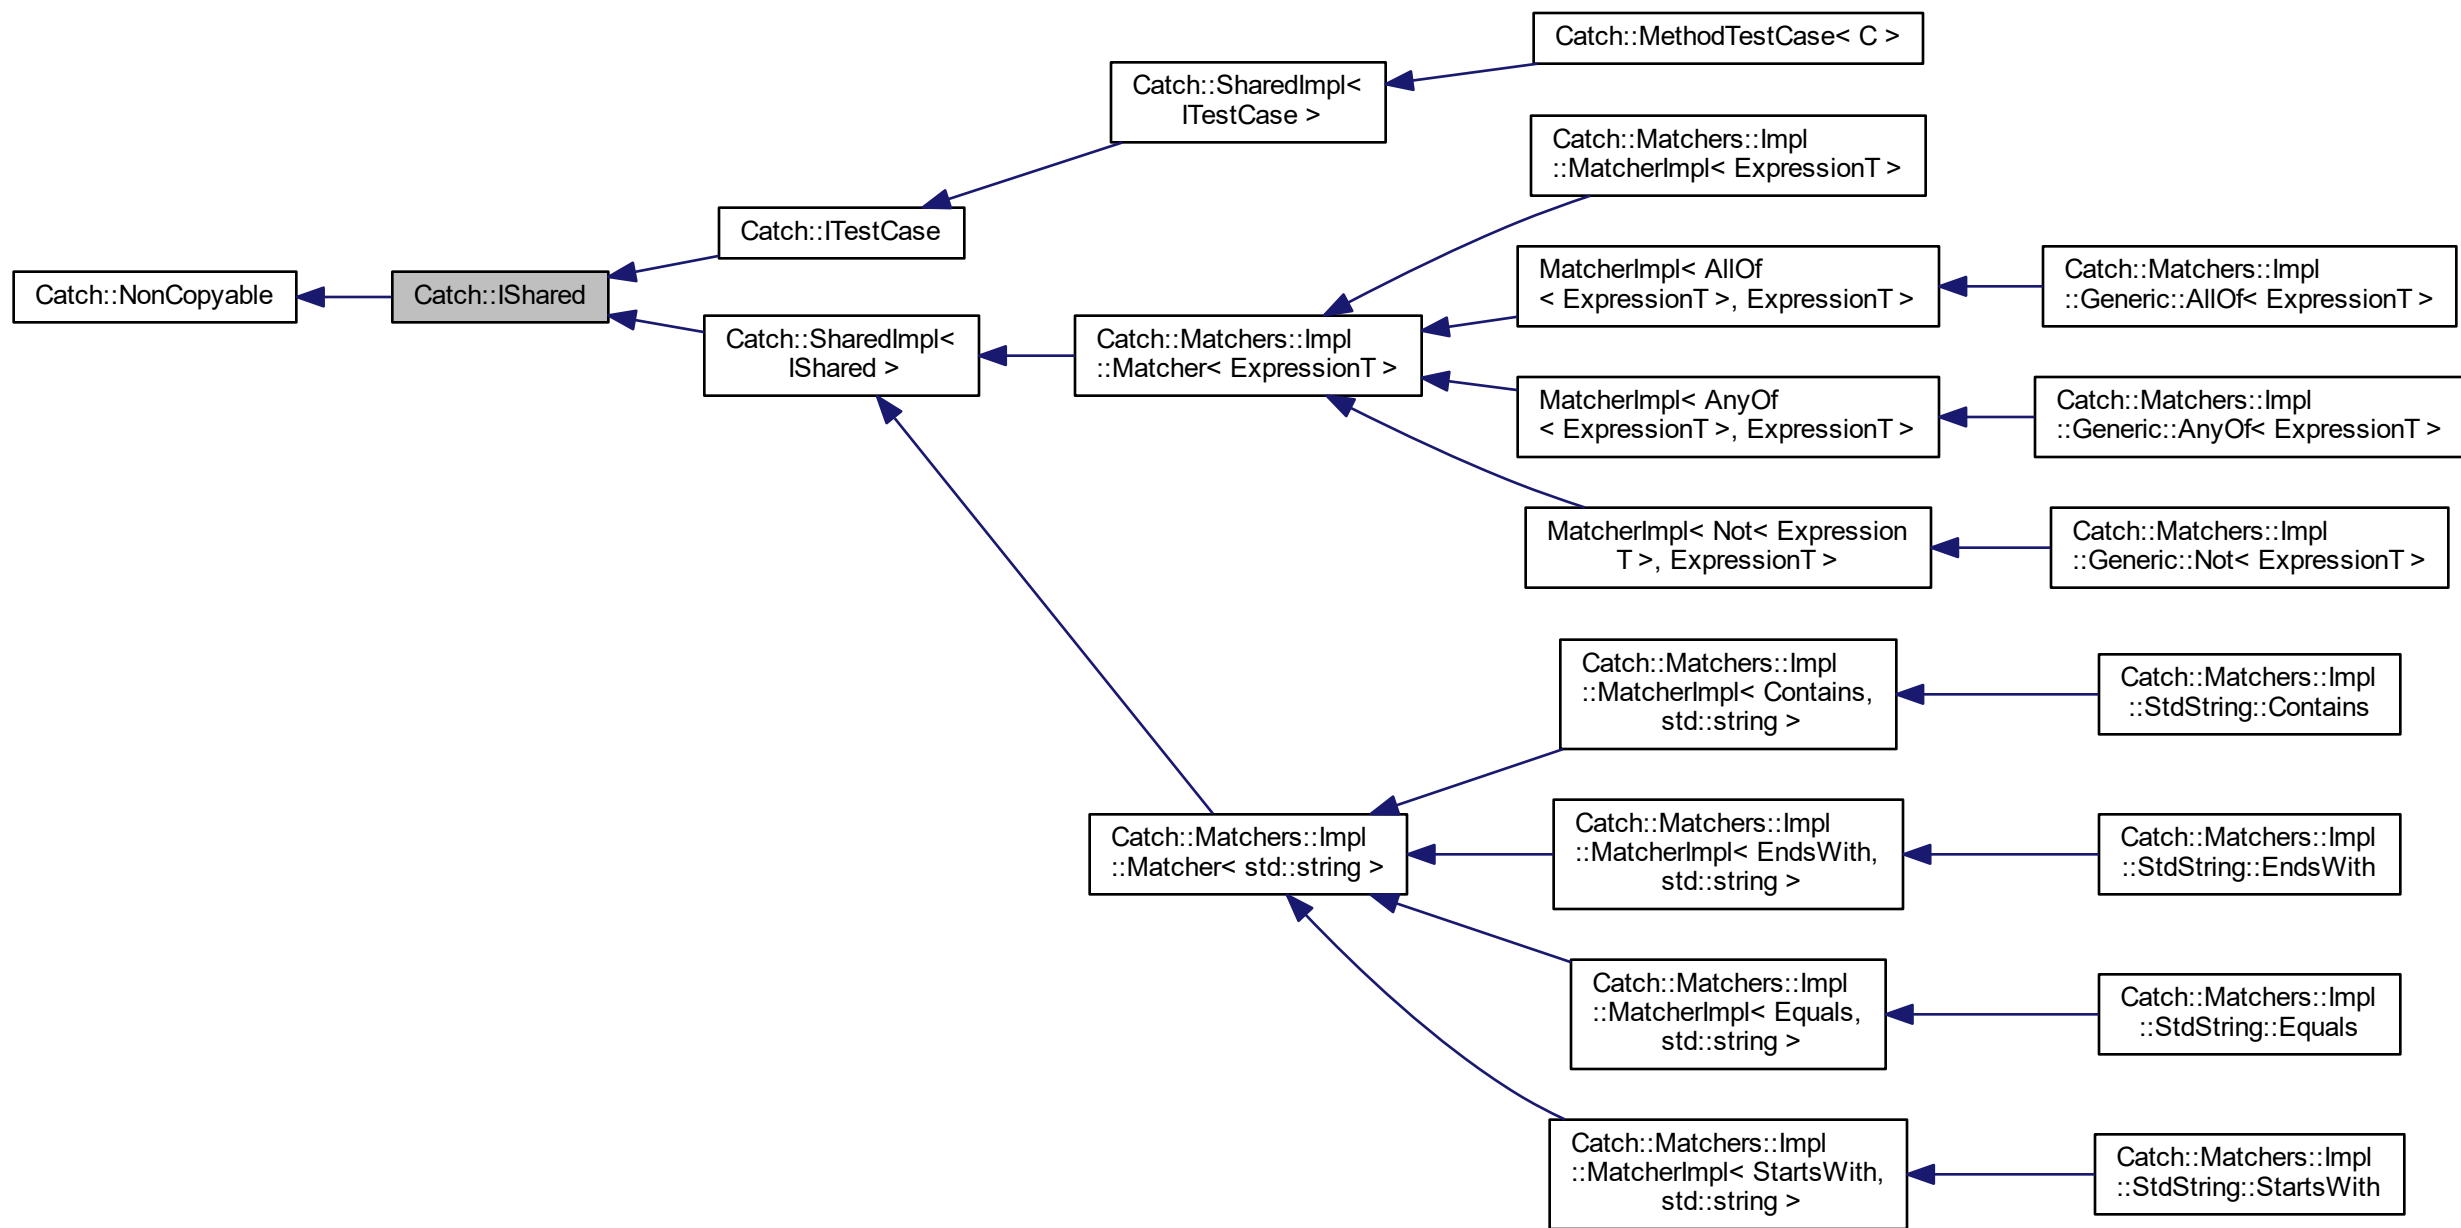 Catch::MethodTestCase< C >
Catch::SharedImpl<
ITestCase >
Catch::Matchers::Impl
::MatcherImpl< ExpressionT >
Catch::ITestCase
Catch::NonCopyable
Catch::IShared
MatcherImpl< AllOf
< ExpressionT >, ExpressionT >
Catch::Matchers::Impl
::Generic::AllOf< ExpressionT >
Catch::SharedImpl<
IShared >
Catch::Matchers::Impl
::Matcher< ExpressionT >
MatcherImpl< AnyOf
< ExpressionT >, ExpressionT >
Catch::Matchers::Impl
::Generic::AnyOf< ExpressionT >
MatcherImpl< Not< Expression
T >, ExpressionT >
Catch::Matchers::Impl
::Generic::Not< ExpressionT >
Catch::Matchers::Impl
::MatcherImpl< Contains,
std::string >
Catch::Matchers::Impl
::StdString::Contains
Catch::Matchers::Impl
::Matcher< std::string >
Catch::Matchers::Impl
::MatcherImpl< EndsWith,
std::string >
Catch::Matchers::Impl
::StdString::EndsWith
Catch::Matchers::Impl
::MatcherImpl< Equals,
std::string >
Catch::Matchers::Impl
::StdString::Equals
Catch::Matchers::Impl
::MatcherImpl< StartsWith,
std::string >
Catch::Matchers::Impl
::StdString::StartsWith